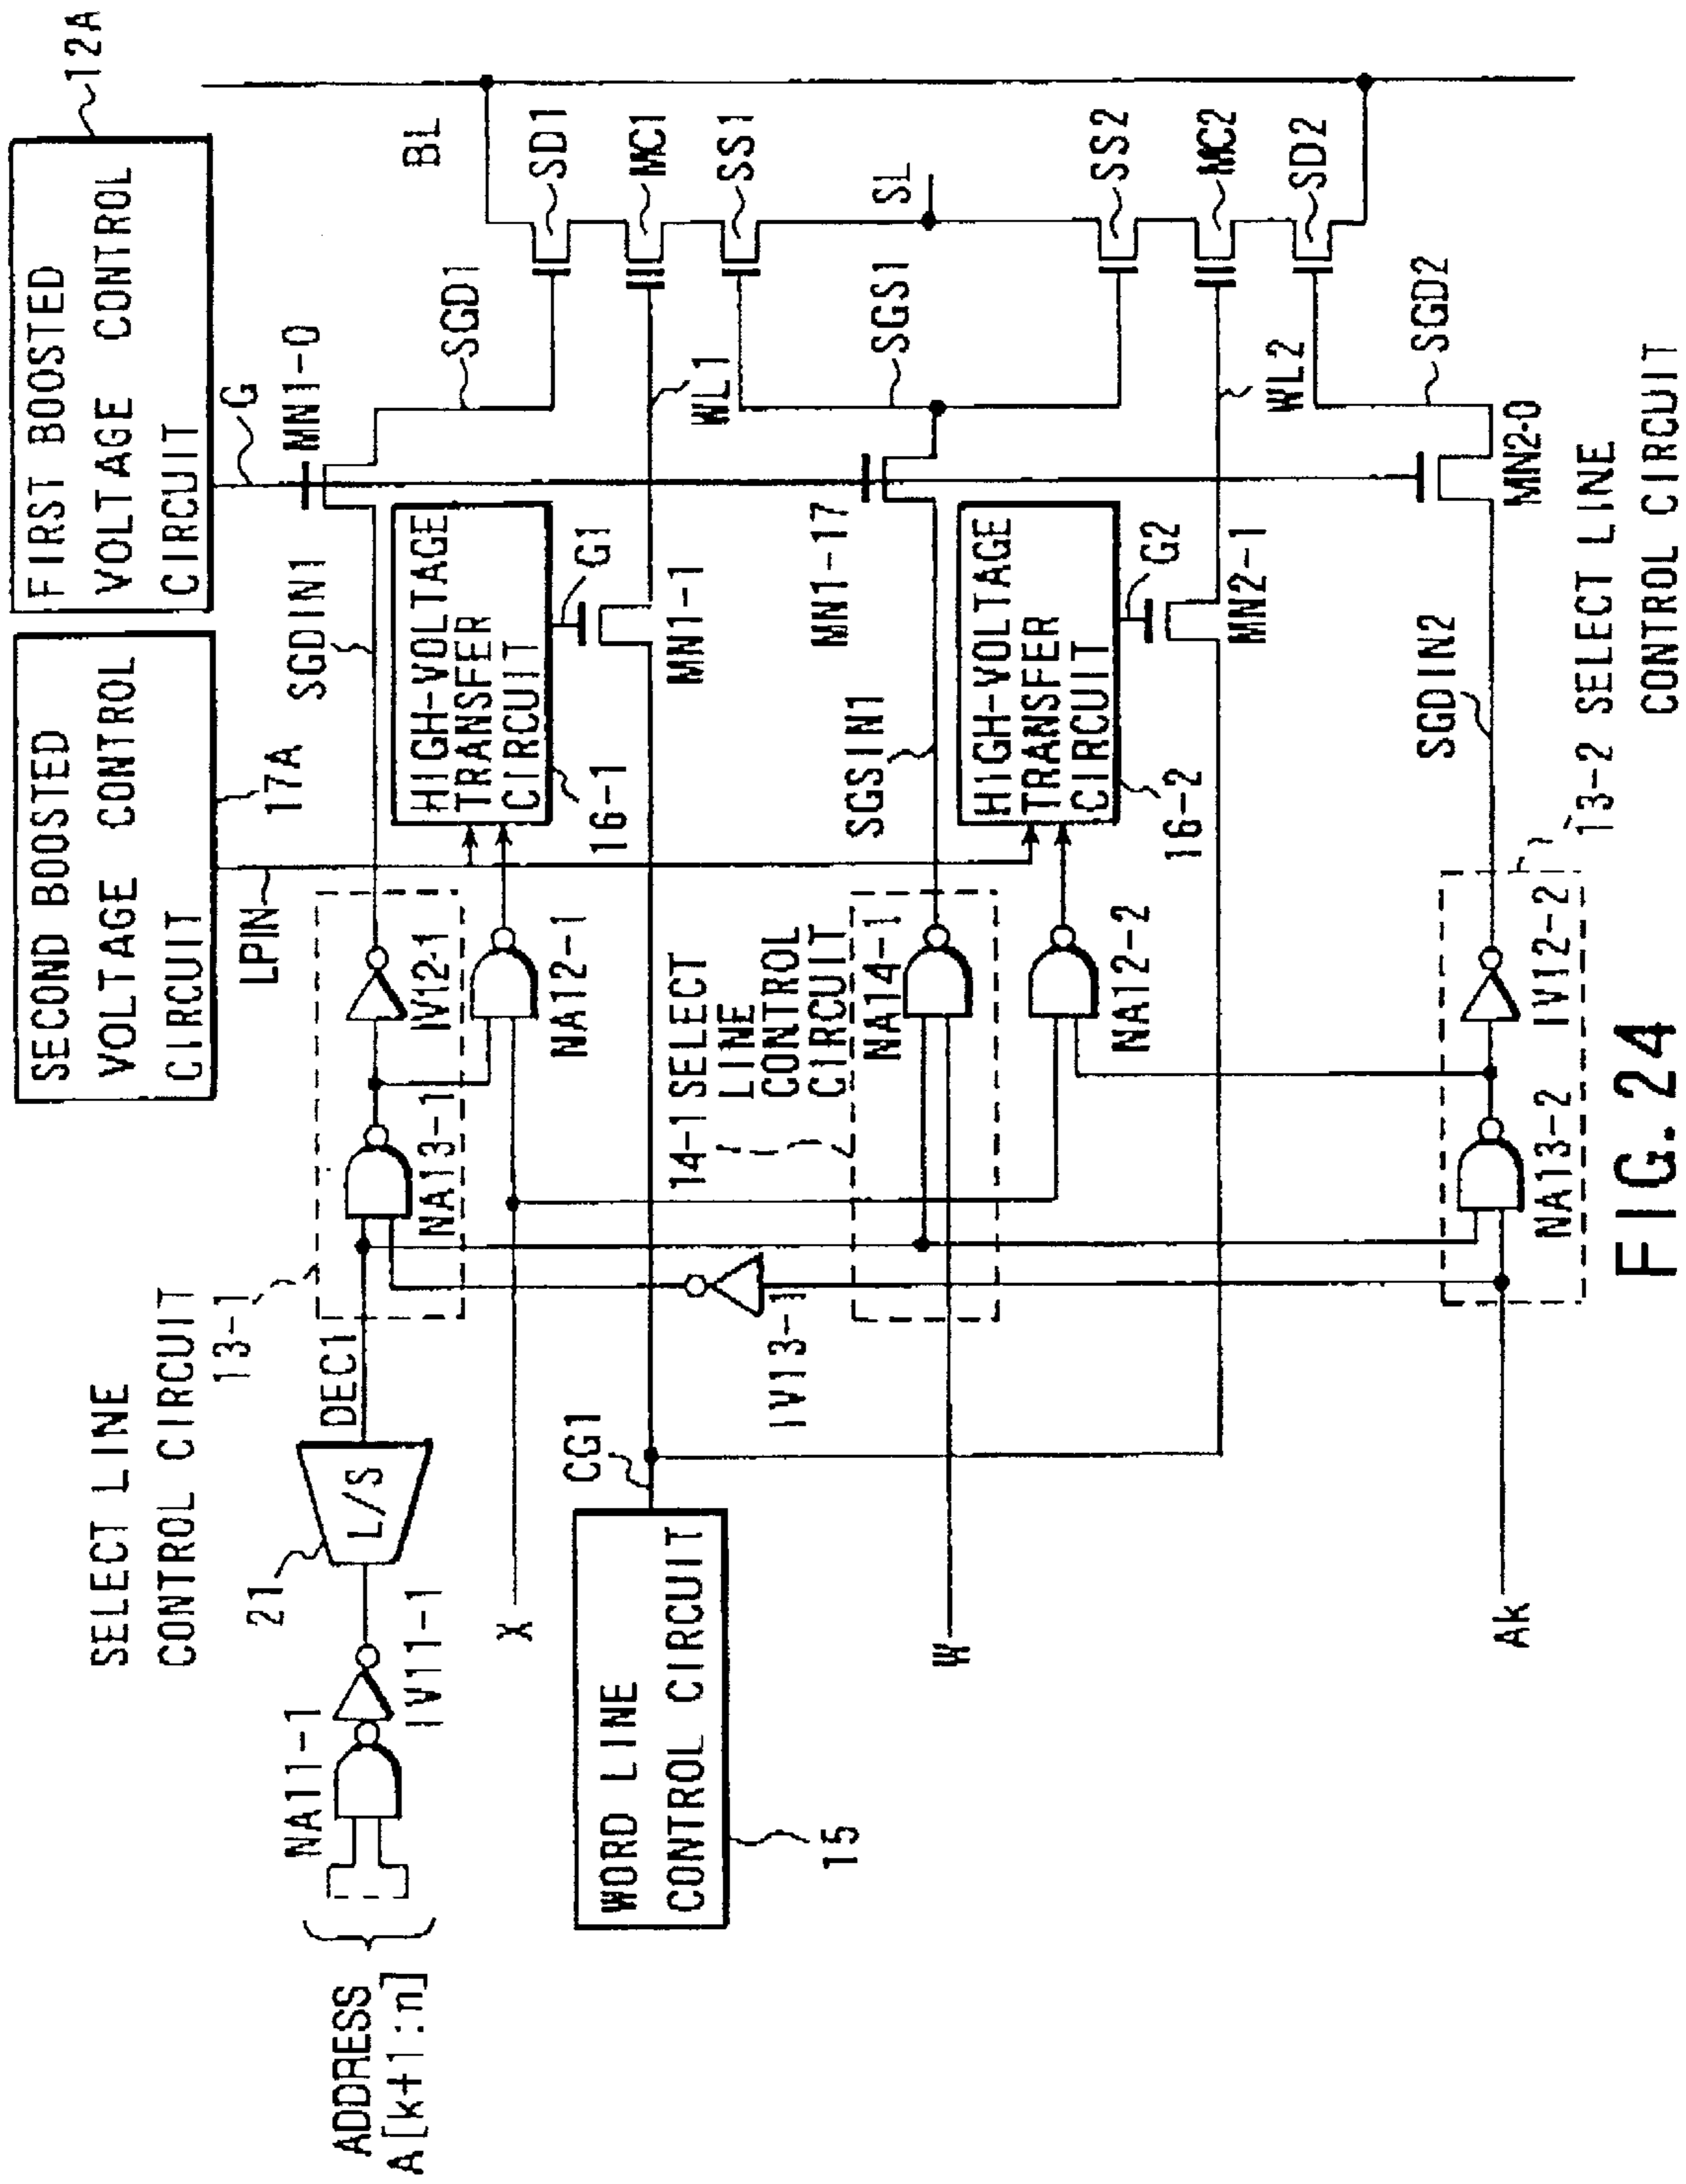 FIRST BOOSTED
VOLTAGE CONTROL
CIRCUIT
12A
SECOND BOOSTED
VOLTAGE CONTROL
CIRCUIT
17A
SELECT LINE
CONTROL CIRCUIT
13-1
LPIN
SGDIN1
G
MN1-0
BL
SGD1
SD1
ADDRESS
A[k+1:n]
NA11-1
IV11-1
21
L/S
DEC1
NA13-1
IV12-1
HIGH-VOLTAGE
TRANSFER
CIRCUIT
16-1
G1
MN1-1
WL1
MC1
SS1
X
NA12-1
WORD LINE
CONTROL CIRCUIT
15
CG1
IV13-1
14-1 SELECT
LINE
CONTROL
CIRCUIT
NA14-1
SGSIN1
MN1-17
SGS1
SL
W
HIGH-VOLTAGE
TRANSFER
CIRCUIT
16-2
G2
MN2-1
WL2
SS2
MC2
SD2
NA12-2
Ak
NA13-2
IV12-2
SGDIN2
MN2-0
SGD2
13-2 SELECT LINE
CONTROL CIRCUIT
FIG. 24